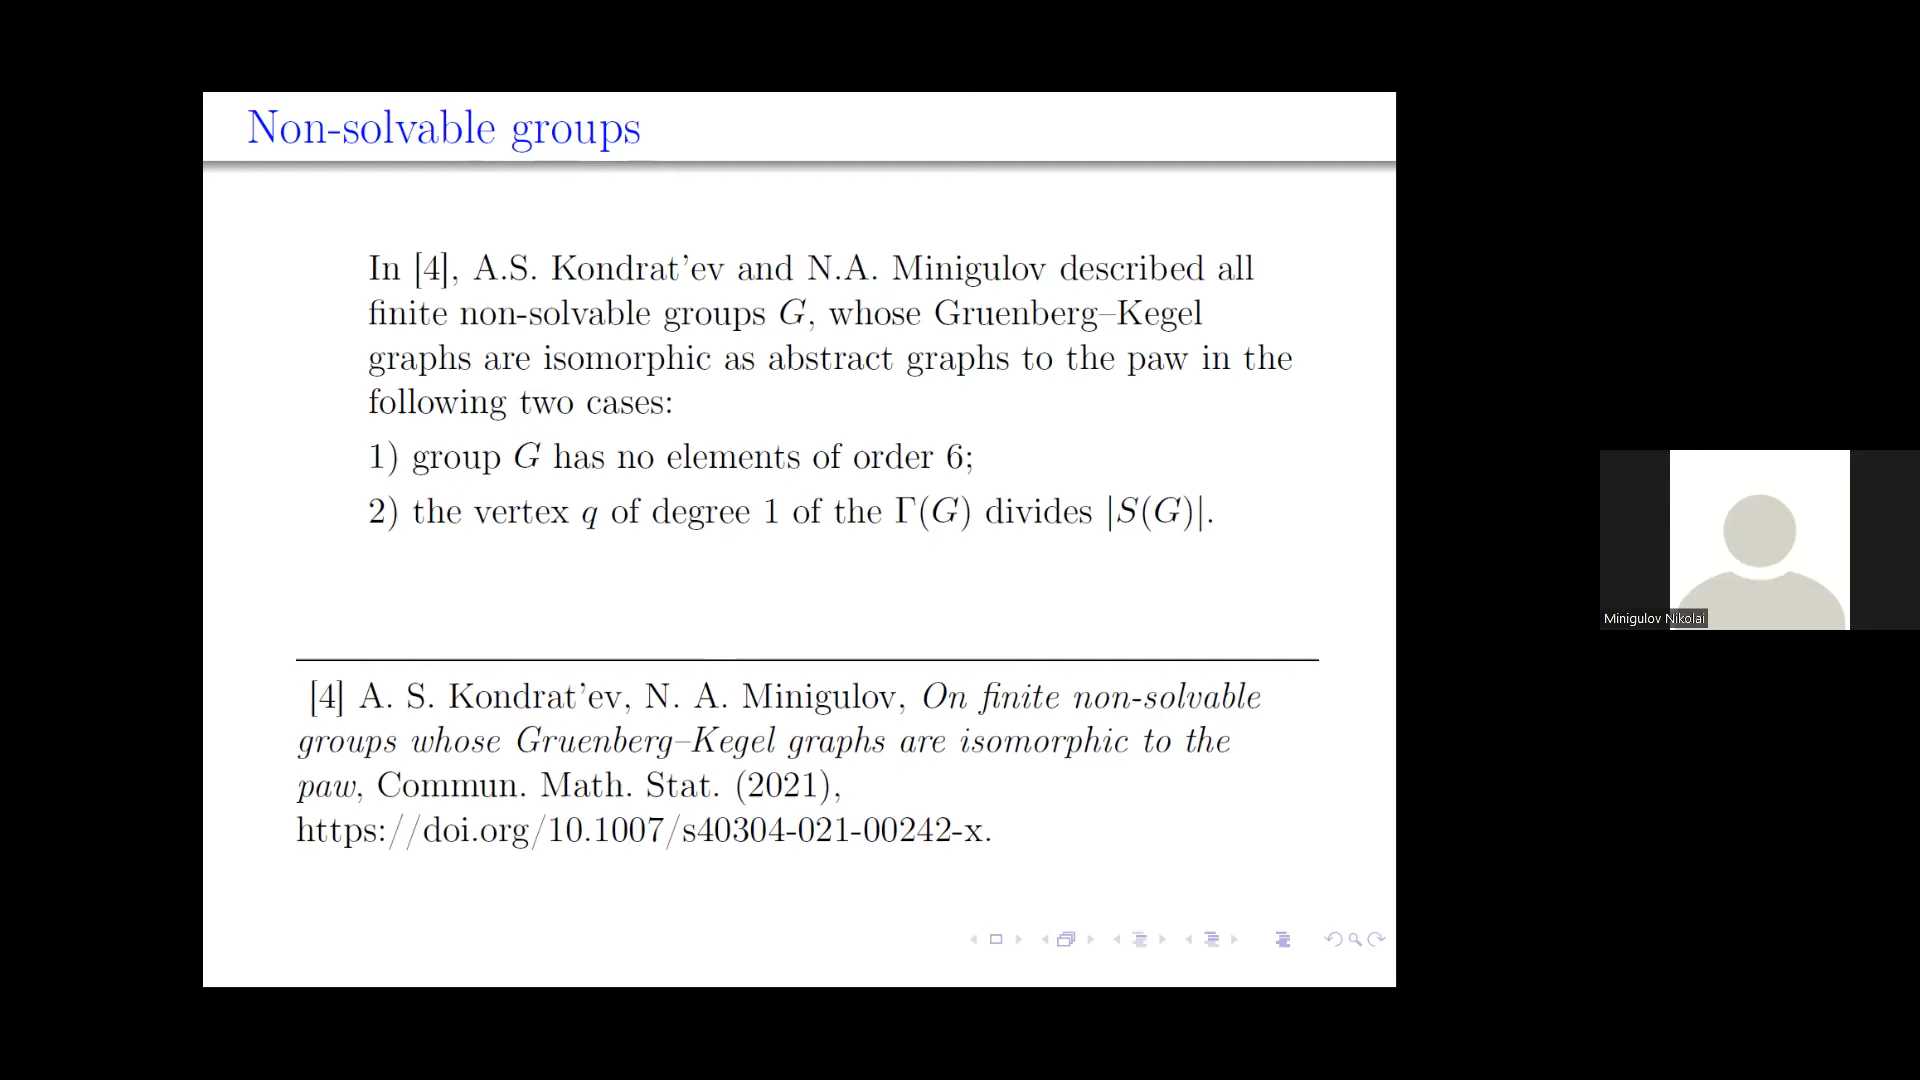 Non-solvable groups
In [4], A.S. Kondrat'ev and N.A. Minigulov described all
finite non-solvable groups G, whose Gruenberg–Kegel
graphs are isomorphic as abstract graphs to the paw in the
following two cases:
1) group G has no elements of order 6;
2) the vertex q of degree 1 of the Γ(G) divides |S(G)|.
[4] A. S. Kondrat'ev, N. A. Minigulov, On finite non-solvable
groups whose Gruenberg–Kegel graphs are isomorphic to the
paw, Commun. Math. Stat. (2021),
https://doi.org/10.1007/s40304-021-00242-x.
Minigulov Nikolai